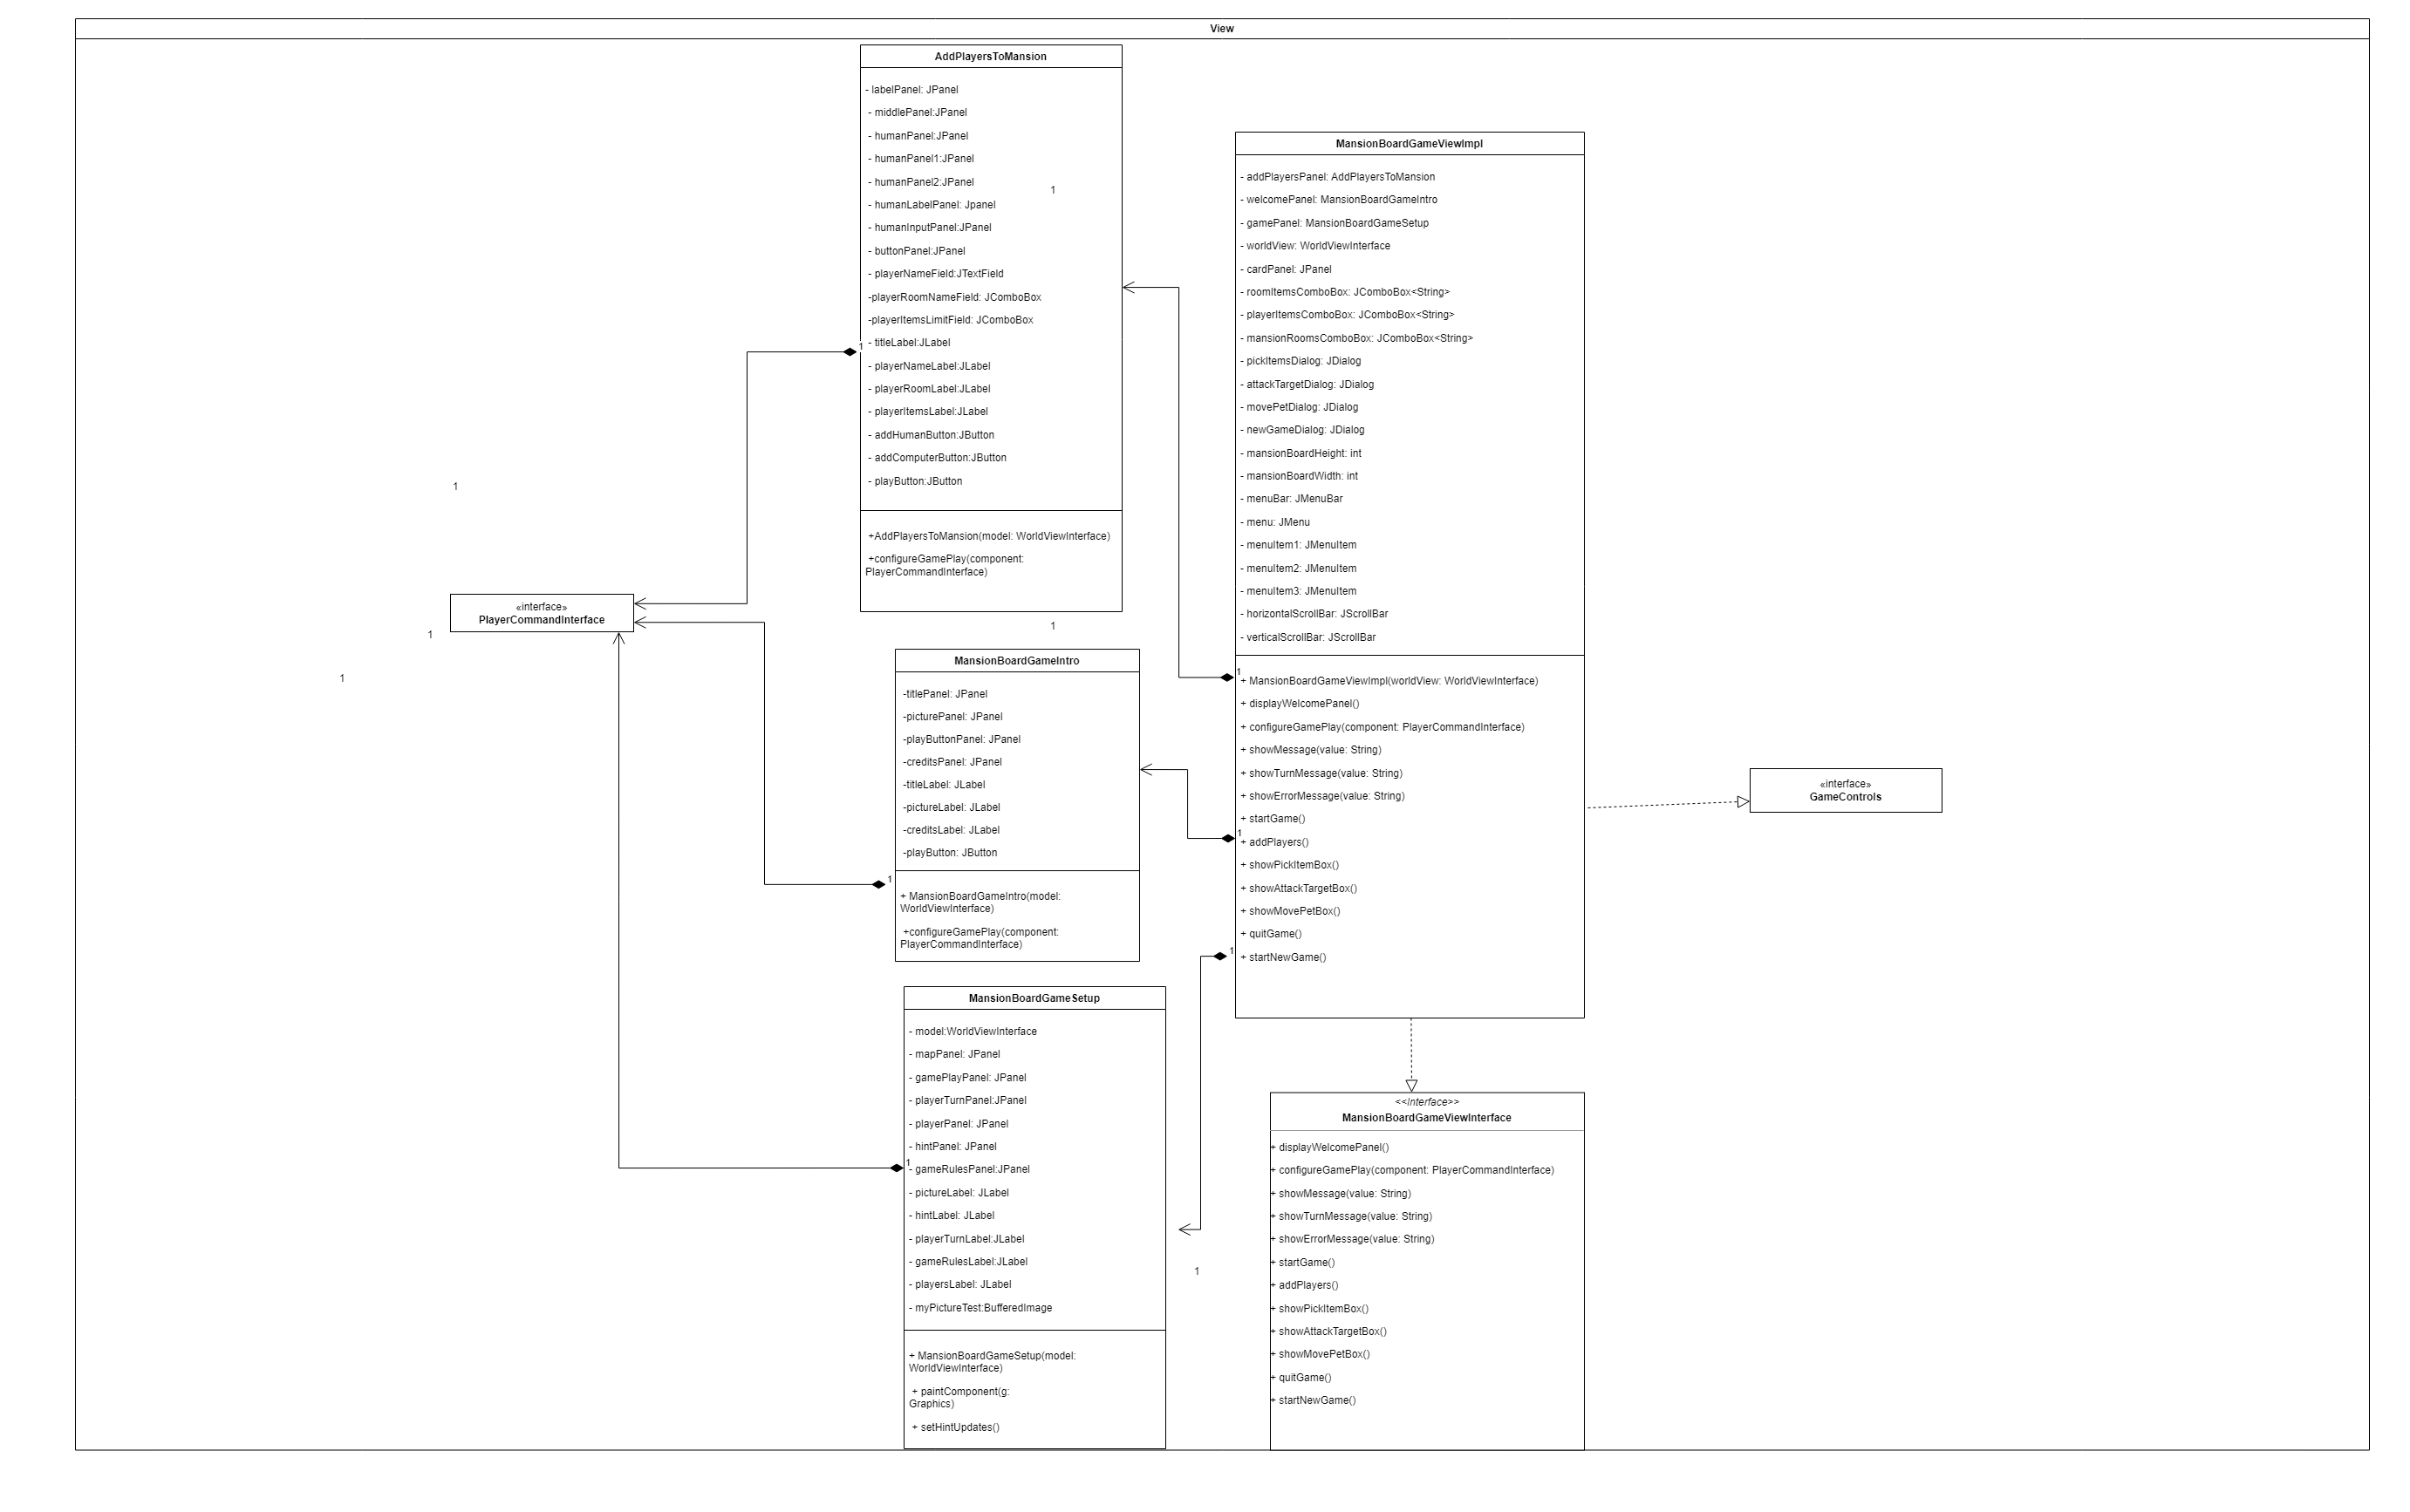 View
AddPlayersToMansion
- labelPanel: JPanel
- middlePanel:JPanel
- humanPanel:JPanel
- humanPanel1:JPanel
- humanPanel2:JPanel
- humanLabelPanel: Jpanel
- humanInputPanel:JPanel
- buttonPanel:JPanel
- playerNameField:JTextField
-playerRoomNameField: JComboBox
-playerItemsLimitField: JComboBox
- titleLabel:JLabel
- playerNameLabel:JLabel
- playerRoomLabel:JLabel
- playerItemsLabel:JLabel
- addHumanButton:JButton
- addComputerButton:JButton
- playButton:JButton
+AddPlayersToMansion(model: WorldViewInterface)
+configureGamePlay(component:
PlayerCommandInterface)
1
1
1
1
1
1
«interface»
PlayerCommandInterface
MansionBoardGameIntro
-titlePanel: JPanel
-picturePanel: JPanel
-playButtonPanel: JPanel
-creditsPanel: JPanel
-titleLabel: JLabel
-pictureLabel: JLabel
-creditsLabel: JLabel
-playButton: JButton
+ MansionBoardGameIntro(model:
WorldViewInterface)
+configureGamePlay(component:
PlayerCommandInterface)
1
MansionBoardGameSetup
- model:WorldViewInterface
- mapPanel: JPanel
- gamePlayPanel: JPanel
- playerTurnPanel:JPanel
- playerPanel: JPanel
- hintPanel: JPanel
- gameRulesPanel:JPanel
- pictureLabel: JLabel
- hintLabel: JLabel
- playerTurnLabel:JLabel
- gameRulesLabel:JLabel
- playersLabel: JLabel
- myPictureTest:BufferedImage
+ MansionBoardGameSetup(model:
WorldViewInterface)
+ paintComponent(g:
Graphics)
+ setHintUpdates()
1
1
MansionBoardGameViewImpl
- addPlayersPanel: AddPlayersToMansion
- welcomePanel: MansionBoardGameIntro
- gamePanel: MansionBoardGameSetup
- worldView: WorldViewInterface
- cardPanel: JPanel
- roomItemsComboBox: JComboBox<String>
- playerItemsComboBox: JComboBox<String>
- mansionRoomsComboBox: JComboBox<String>
- pickItemsDialog: JDialog
- attackTargetDialog: JDialog
- movePetDialog: JDialog
- newGameDialog: JDialog
- mansionBoardHeight: int
- mansionBoardWidth: int
- menuBar: JMenuBar
- menu: JMenu
- menuItem1: JMenuItem
- menuItem2: JMenuItem
- menuItem3: JMenuItem
- horizontalScrollBar: JScrollBar
- verticalScrollBar: JScrollBar
1
+ MansionBoardGameViewImpl(worldView: WorldViewInterface)
+ displayWelcomePanel()
+ configureGamePlay(component: PlayerCommandInterface)
+ showMessage(value: String)
+ showTurnMessage(value: String)
+ showErrorMessage(value: String)
+ startGame()
1
+ addPlayers()
+ showPickItemBox()
+ showAttackTargetBox()
+ showMovePetBox()
+ quitGame()
1
+ startNewGame()
«interface»
GameControls
<<Interface>>
MansionBoardGameViewInterface
+ displayWelcomePanel()
+ configureGamePlay(component: PlayerCommandInterface)
+ showMessage(value: String)
+ showTurnMessage(value: String)
+ showErrorMessage(value: String)
+ startGame()
+ addPlayers()
+ showPickItemBox()
+ showAttackTargetBox()
+ showMovePetBox()
+ quitGame()
+ startNewGame()